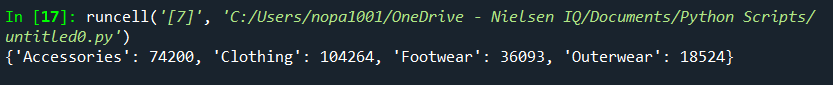 In [17]: runcell('[7]', 'C:/Users/nopa1001/OneDrive - Nielsen IQ/Documents/Python Scripts/
untitled0.py')
{'Accessories': 74200, 'Clothing': 104264, 'Footwear': 36093, 'Outerwear': 18524}